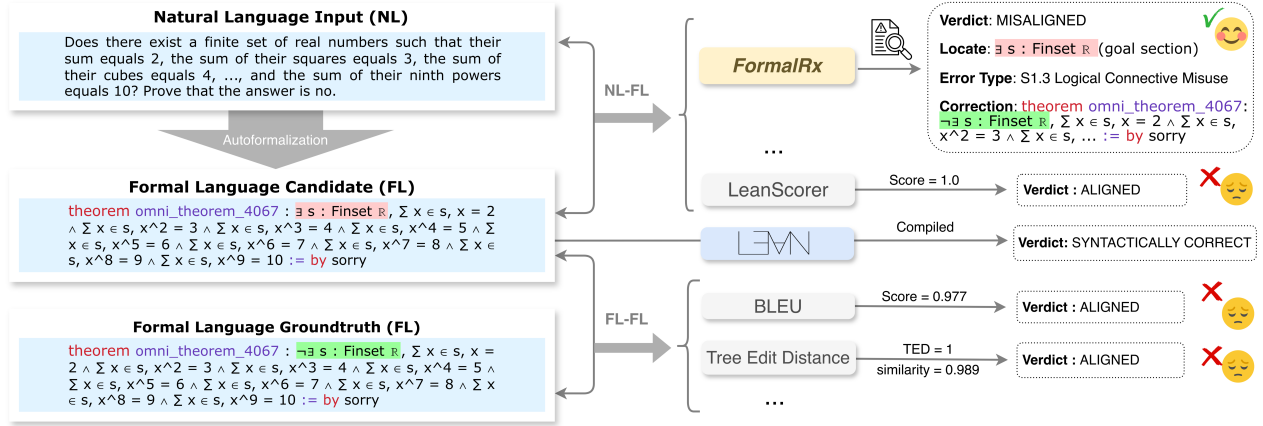 Natural Language Input (NL)
Does there exist a finite set of real numbers such that their
sum equals 2, the sum of their squares equals 3, the sum of
their cubes equals 4, ..., and the sum of their ninth powers
equals 10? Prove that the answer is no.
Autoformalization
Formal Language Candidate (FL)
theorem omni_theorem_4067 : ∃ s : Finset ℝ, ∑ x ∈ s, x = 2
∧ ∑ x ∈ s, x^2 = 3 ∧ ∑ x ∈ s, x^3 = 4 ∧ ∑ x ∈ s, x^4 = 5 ∧ ∑
x ∈ s, x^5 = 6 ∧ ∑ x ∈ s, x^6 = 7 ∧ ∑ x ∈ s, x^7 = 8 ∧ ∑ x ∈
s, x^8 = 9 ∧ ∑ x ∈ s, x^9 = 10 := by sorry
Formal Language Groundtruth (FL)
theorem omni_theorem_4067 : ¬∃ s : Finset ℝ, ∑ x ∈ s, x =
2 ∧ ∑ x ∈ s, x^2 = 3 ∧ ∑ x ∈ s, x^3 = 4 ∧ ∑ x ∈ s, x^4 = 5 ∧
∑ x ∈ s, x^5 = 6 ∧ ∑ x ∈ s, x^6 = 7 ∧ ∑ x ∈ s, x^7 = 8 ∧ ∑ x
∈ s, x^8 = 9 ∧ ∑ x ∈ s, x^9 = 10 := by sorry
NL-FL
FormalRx
...
LeanScorer
Score = 1.0
Verdict: MISALIGNED
Locate: ∃ s : Finset ℝ (goal section)
Error Type: S1.3 Logical Connective Misuse
Correction: theorem omni_theorem_4067:
¬∃ s : Finset ℝ, ∑ x ∈ s, x = 2 ∧ ∑ x ∈ s,
x^2 = 3 ∧ ∑ x ∈ s, ... := by sorry
Verdict : ALIGNED
L∃∀N
Compiled
Verdict: SYNTACTICALLY CORRECT
FL-FL
BLEU
Score = 0.977
Verdict : ALIGNED
Tree Edit Distance
TED = 1
similarity = 0.989
Verdict : ALIGNED
...